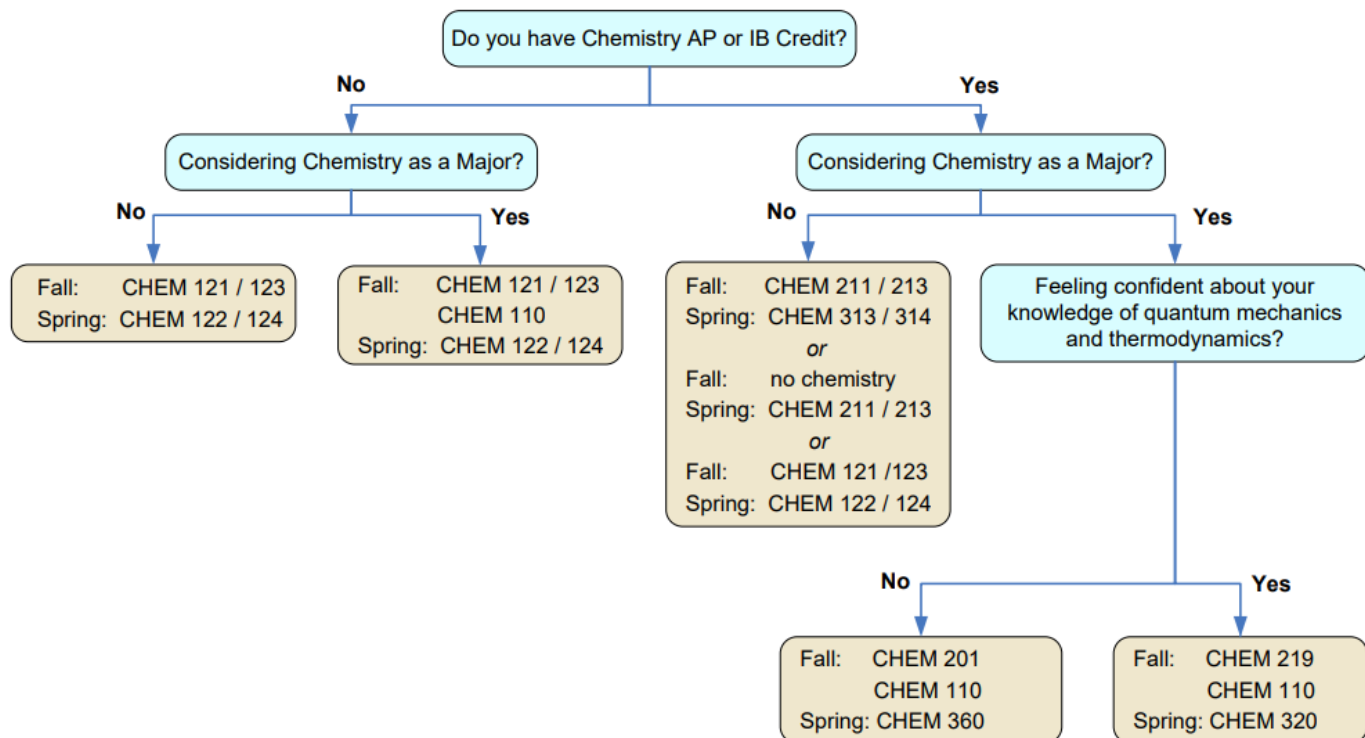 Do you have Chemistry AP or IB Credit?
No
Yes
Considering Chemistry as a Major?
Considering Chemistry as a Major?
No
Yes
No
Yes
Fall: CHEM 121 / 123
Spring: CHEM 122 / 124
Fall: CHEM 121 / 123
CHEM 110
Spring: CHEM 122 / 124
Fall: CHEM 211 / 213
Spring: CHEM 313 / 314
or
Fall: no chemistry
Spring: CHEM 211 / 213
or
Fall: CHEM 121 /123
Spring: CHEM 122 / 124
Feeling confident about your
knowledge of quantum mechanics
and thermodynamics?
No
Yes
Fall: CHEM 201
CHEM 110
Spring: CHEM 360
Fall: CHEM 219
CHEM 110
Spring: CHEM 320